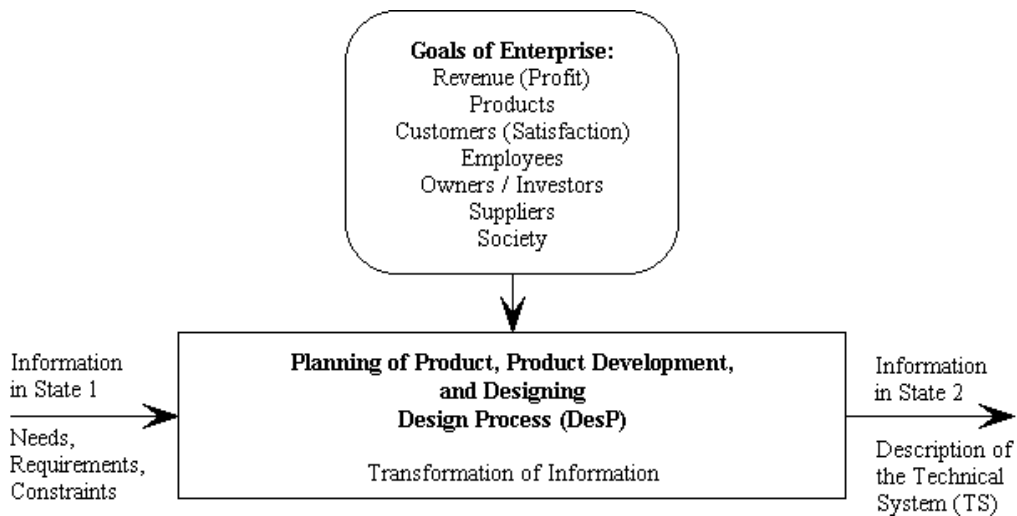 Goals of Enterprise:
Revenue (Profit)
Products
Customers (Satisfaction)
Employees
Owners / Investors
Suppliers
Society
Information
in State 1
Needs,
Requirements,
Constraints
Planning of Product, Product Development,
and Designing
Design Process (DesP)
Transformation of Information
Information
in State 2
Description of
the Technical
System (TS)